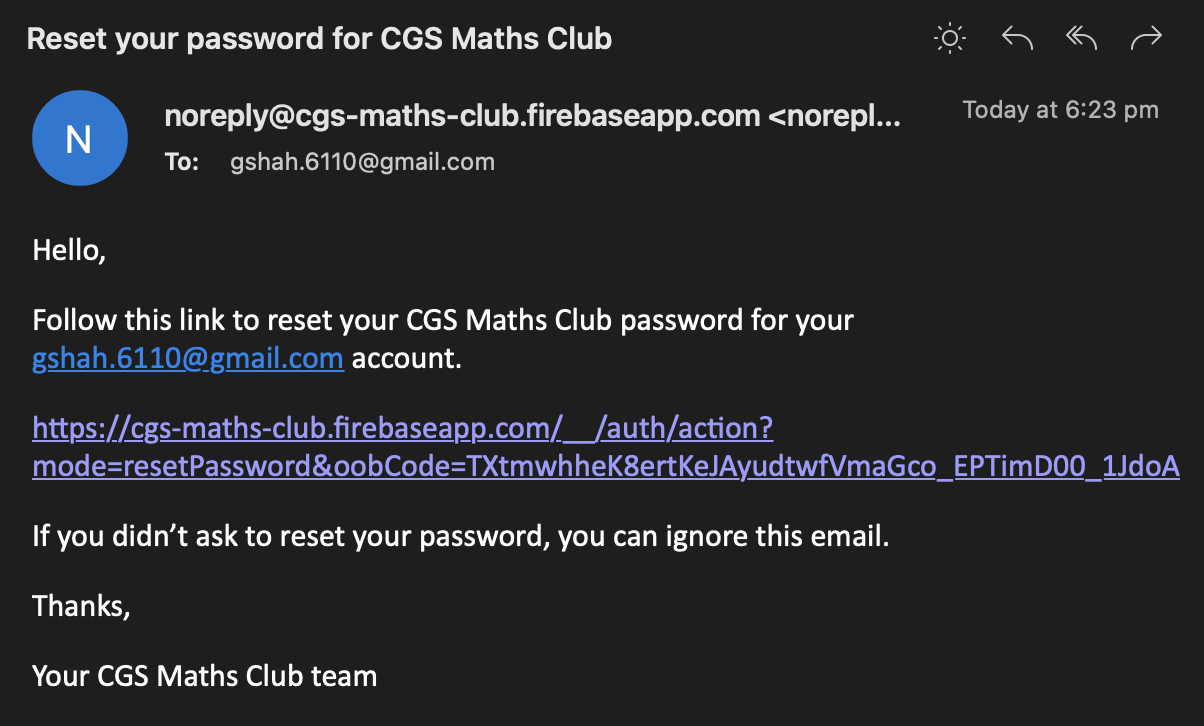 Reset your password for CGS Maths Club
N
noreply@cgs-maths-club.firebaseapp.com <norepl...
Today at 6:23 pm
To: gshah.6110@gmail.com
Hello,
Follow this link to reset your CGS Maths Club password for your
gshah.6110@gmail.com account.
https://cgs-maths-club.firebaseapp.com/__/auth/action?
mode=resetPassword&oobCode=TXtmwhheK8ertKeJAyudtwfVmaGco_EPTimD00_1JdoA
If you didn’t ask to reset your password, you can ignore this email.
Thanks,
Your CGS Maths Club team